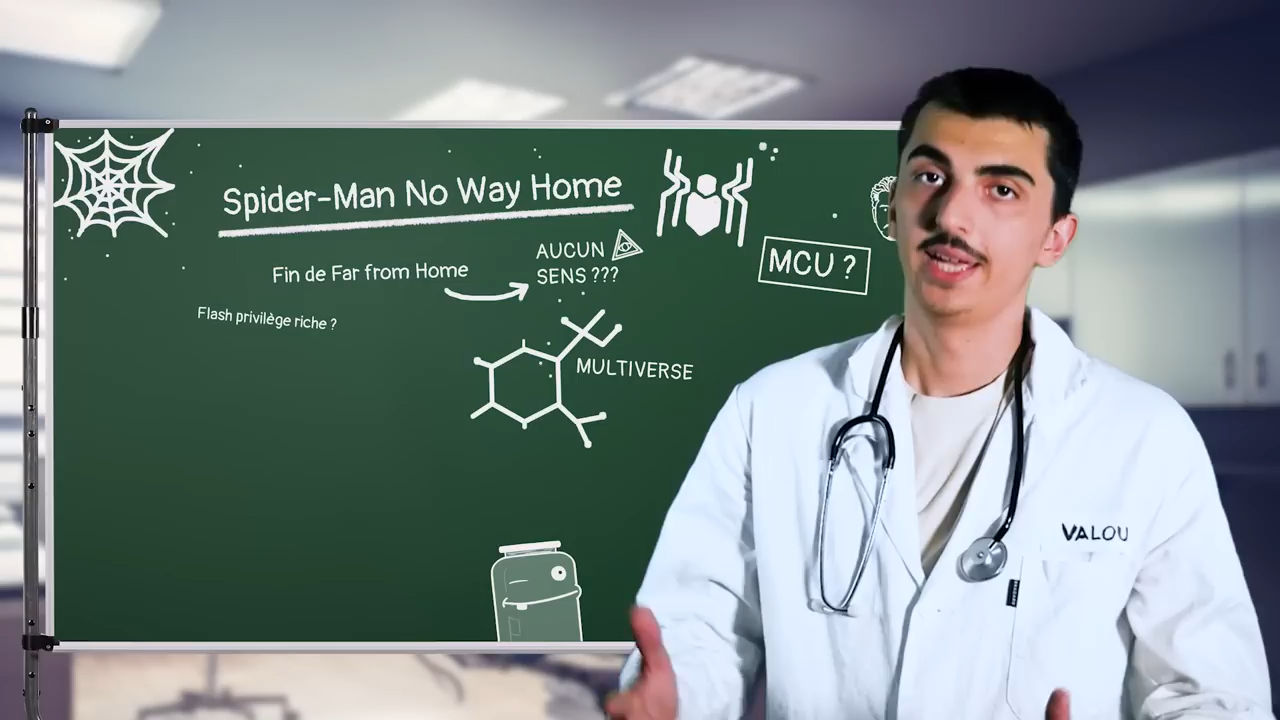 Spider-Man No Way Home
AUCUN
SENS ???
MCU ?
Fin de Far from Home
Flash privilège riche ?
MULTIVERSE
VALOU